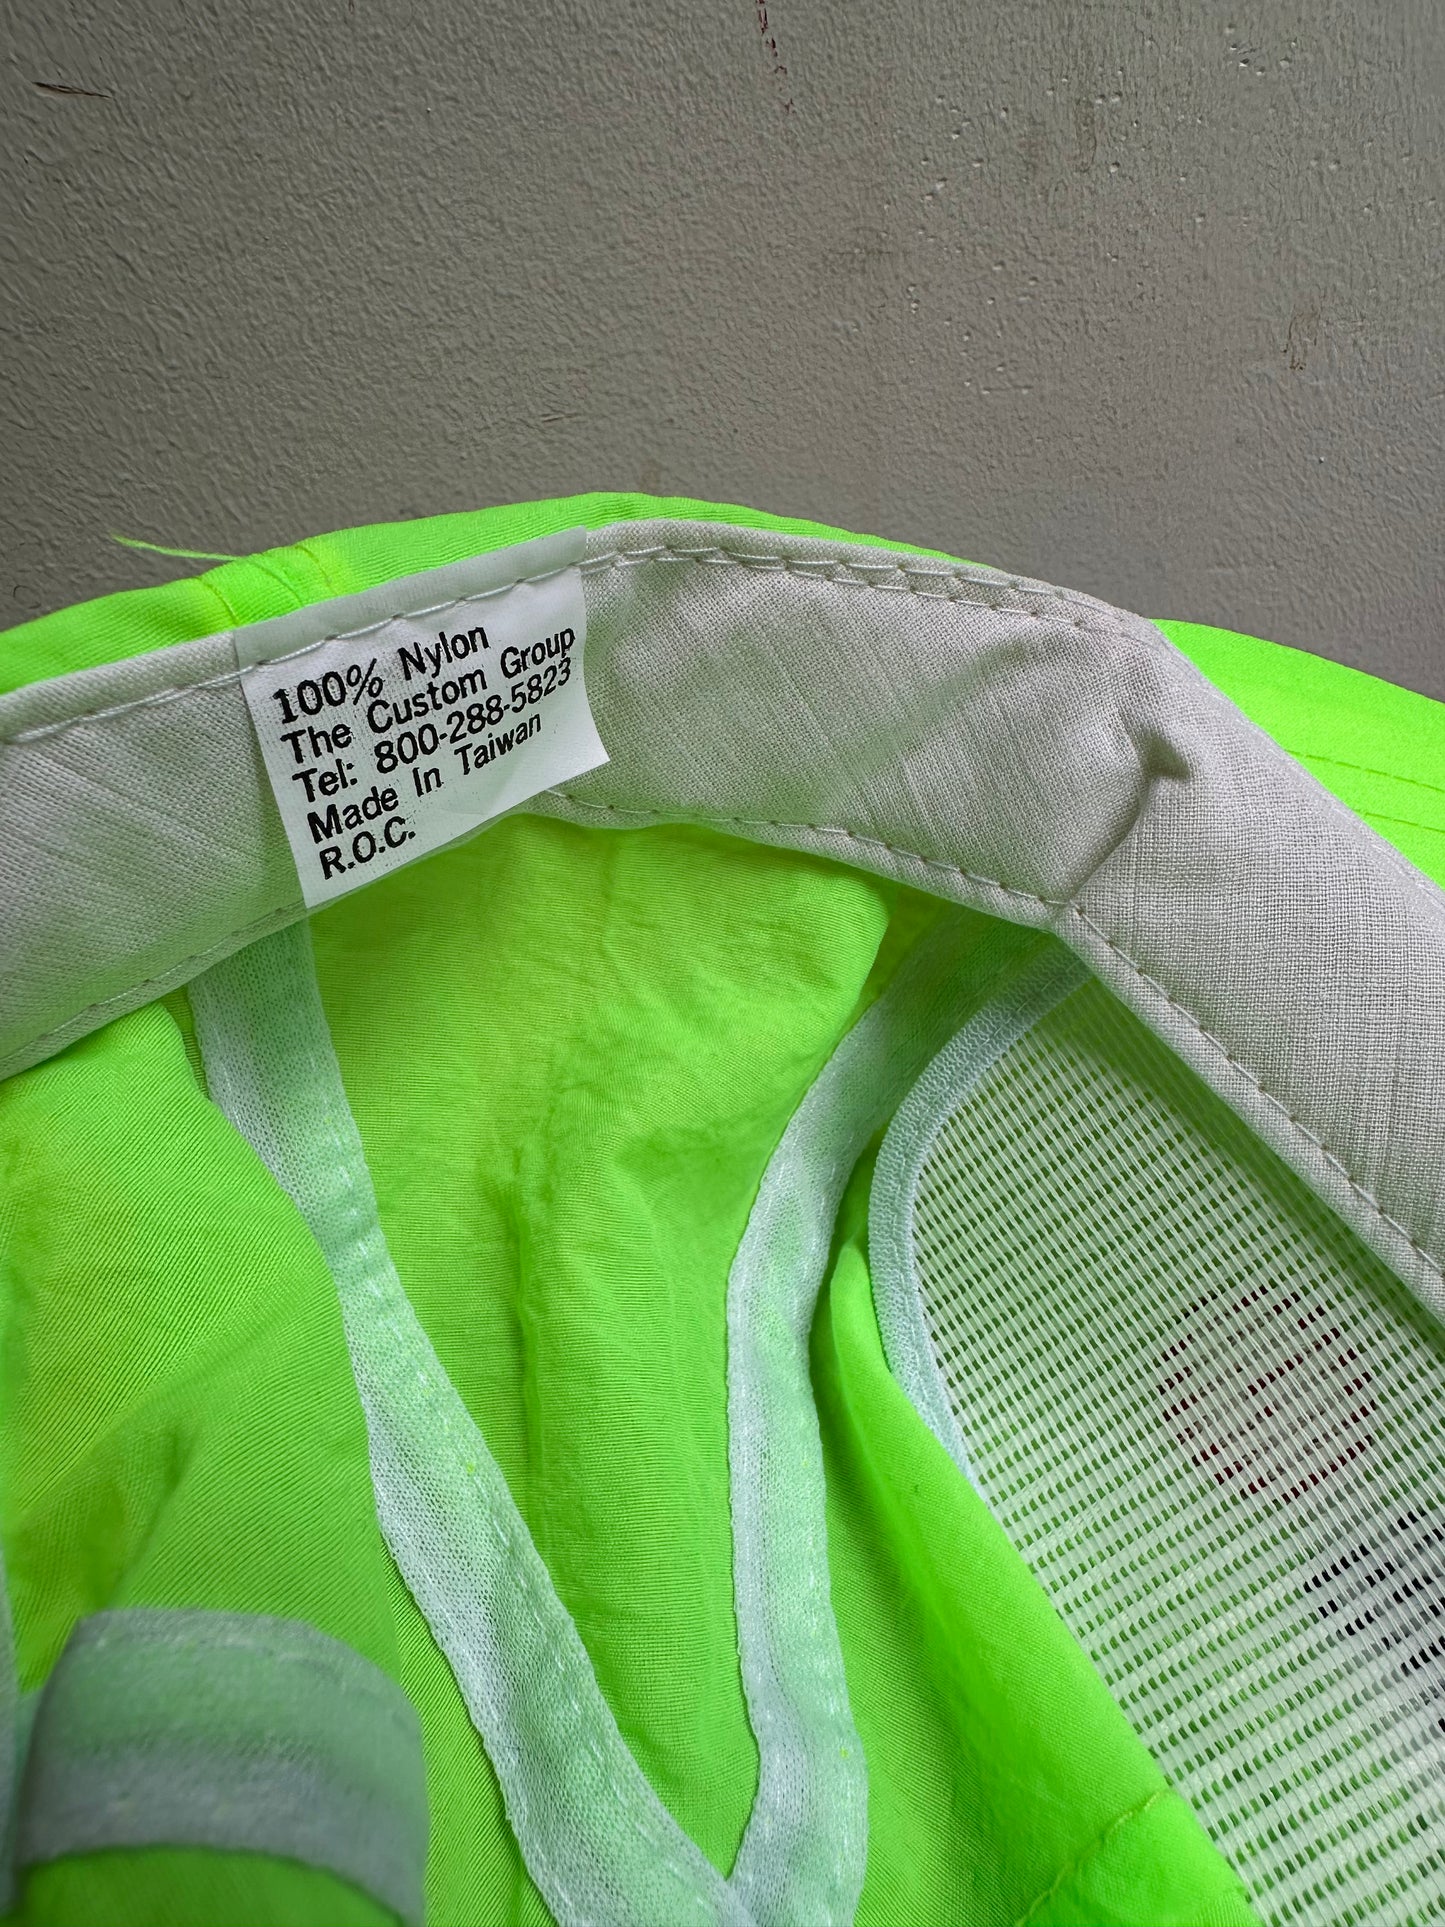 100% Nylon
The Custom Group
Tel: 800-288-5823
Made In Taiwan
R.O.C.